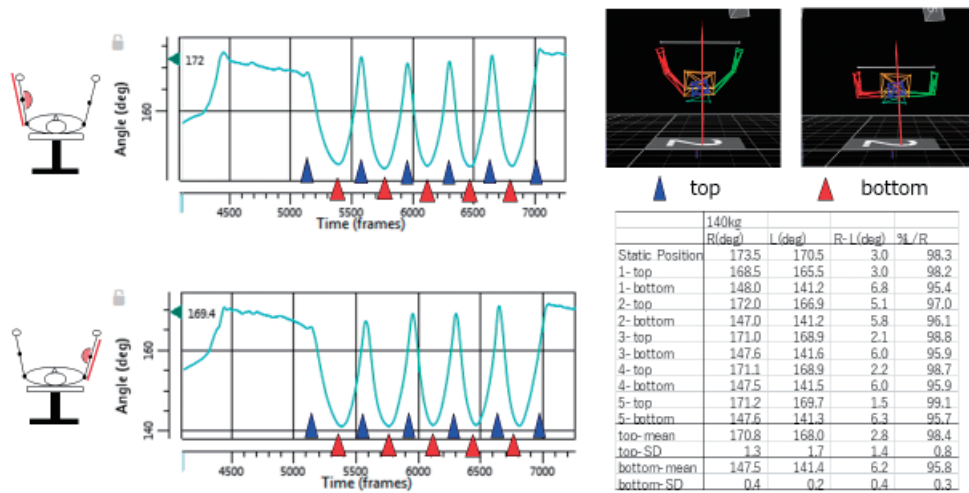 172
160
Angle (deg)
4500 5000 5500 6000 6500 7000
Time (frames)
169.4
160
140
Angle (deg)
4500 5000 5500 6000 6500 7000
Time (frames)
2
2
top
bottom
140kg
R(deg) L(deg) R-L(deg) %L/R
Static Position 173.5 170.5 3.0 98.3
1-top 168.5 165.5 3.0 98.2
1-bottom 148.0 141.2 6.8 95.4
2-top 172.0 166.9 5.1 97.0
2-bottom 147.0 141.2 5.8 96.1
3-top 171.0 168.9 2.1 98.8
3-bottom 147.6 141.6 6.0 95.9
4-top 171.1 168.9 2.2 98.7
4-bottom 147.5 141.5 6.0 95.9
5-top 171.2 169.7 1.5 99.1
5-bottom 147.6 141.3 6.3 95.7
top-mean 170.8 168.0 2.8 98.4
top-SD 1.3 1.7 1.4 0.8
bottom-mean 147.5 141.4 6.2 95.8
bottom-SD 0.4 0.2 0.4 0.3